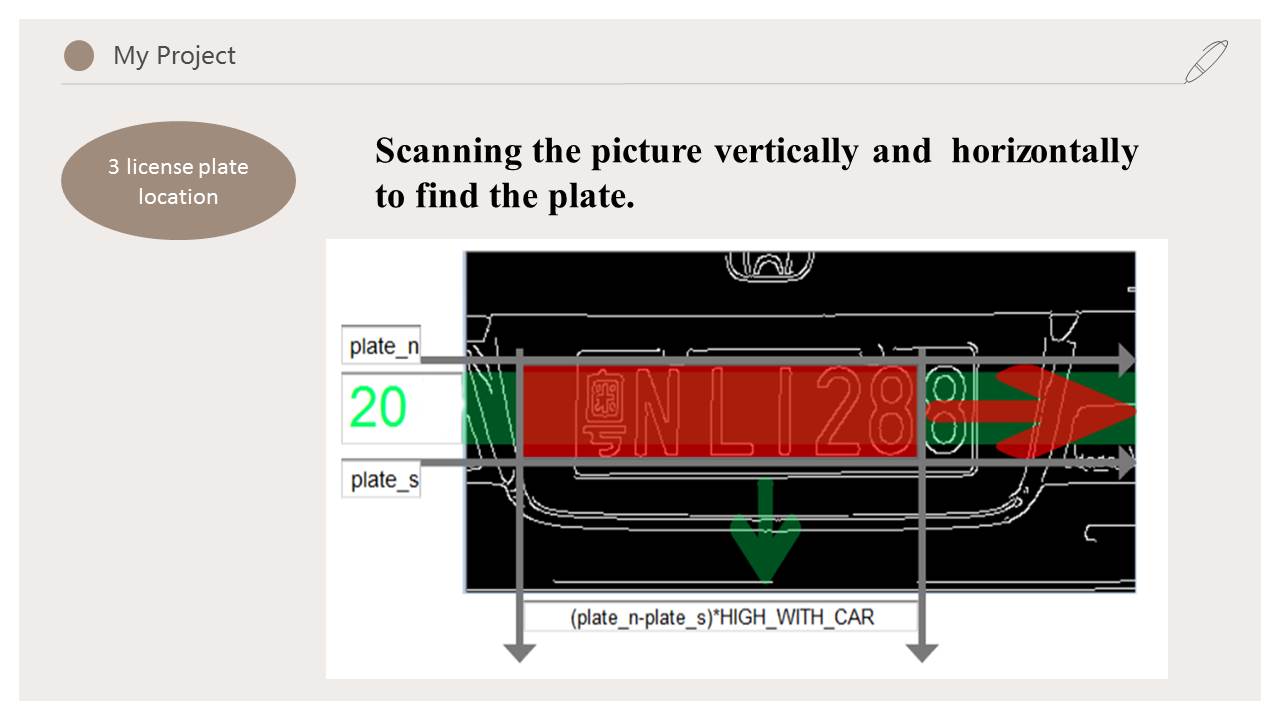 My Project
3 license plate
location
Scanning the picture vertically and horizontally
to find the plate.
plate_n
20
粤NL1288
plate_s
(plate_n-plate_s)*HIGH_WITH_CAR